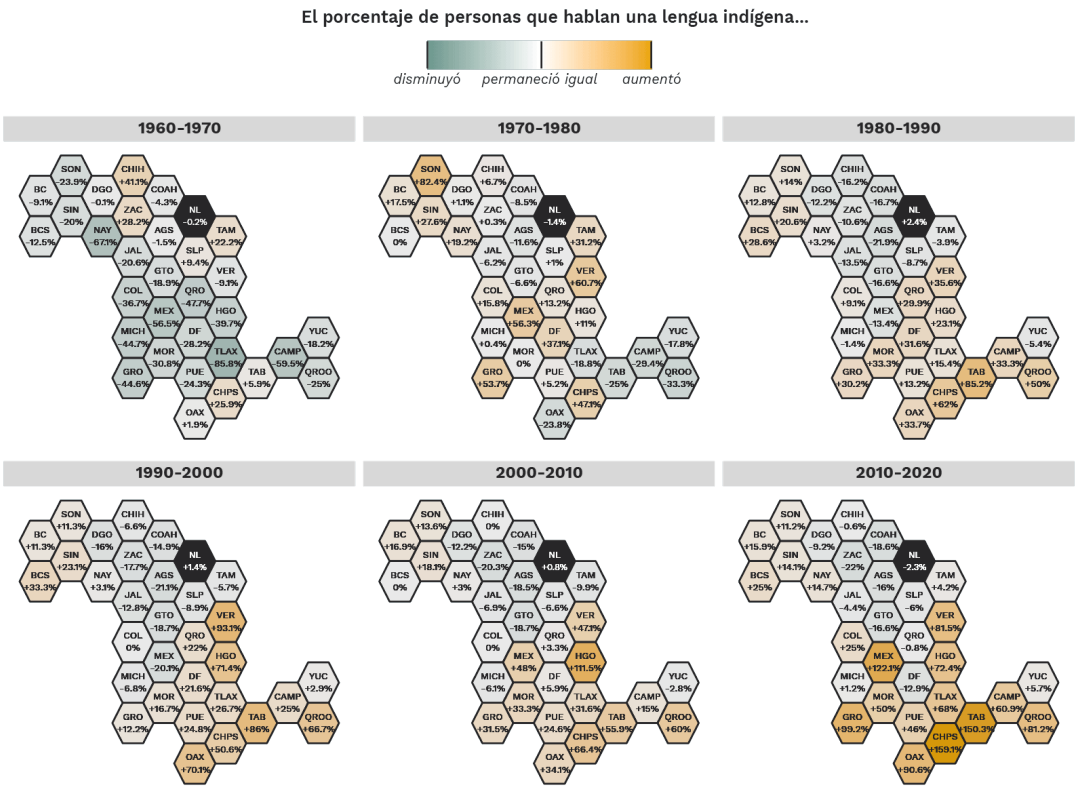 El porcentaje de personas que hablan una lengua indígena...
disminuyó permaneció igual aumentó
1960-1970
SON
-23.9%
CHIH
+41.1%
BC
-9.1%
DGO
-0.1%
COAH
-4.3%
SIN
-20%
ZAC
+28.2%
NL
-0.2%
BCS
-12.5%
NAY
-67.1%
AGS
-1.5%
TAM
+22.2%
JAL
-20.6%
SLP
+9.4%
GTO
-18.9%
VER
-9.1%
COL
-36.7%
QRO
-47.7%
MEX
-56.5%
HGO
-39.7%
MICH
-44.7%
DF
-28.2%
YUC
-18.2%
MOR
-30.8%
TLAX
-85.8%
CAMP
-59.5%
GRO
-44.6%
PUE
-24.3%
TAB
+5.9%
QROO
-25%
CHPS
+25.9%
OAX
+1.9%
1970-1980
SON
+82.4%
CHIH
+6.7%
BC
+17.5%
DGO
+1.1%
COAH
-8.5%
SIN
+27.6%
ZAC
+0.3%
NL
-1.4%
BCS
0%
NAY
+19.2%
AGS
-11.6%
TAM
+31.2%
JAL
-6.2%
SLP
+1%
GTO
-6.6%
VER
+60.7%
COL
+15.8%
QRO
+13.2%
MEX
+56.3%
HGO
+11%
MICH
+0.4%
DF
+37.1%
YUC
-17.8%
MOR
0%
TLAX
-18.8%
CAMP
-29.4%
GRO
+53.7%
PUE
+5.2%
TAB
-25%
QROO
-33.3%
CHPS
+47.1%
OAX
-23.8%
1980-1990
SON
+14%
CHIH
-16.2%
BC
+12.8%
DGO
-12.2%
COAH
-16.7%
SIN
+20.6%
ZAC
-10.6%
NL
+2.4%
BCS
+28.6%
NAY
+3.2%
AGS
-21.9%
TAM
-3.9%
JAL
-13.5%
SLP
-8.7%
GTO
-16.6%
VER
+35.6%
COL
+9.1%
QRO
+29.9%
MEX
-13.4%
HGO
+23.1%
MICH
-1.4%
DF
+31.6%
YUC
-5.4%
MOR
+33.3%
TLAX
+15.4%
CAMP
+33.3%
GRO
+30.2%
PUE
+13.2%
TAB
+85.2%
QROO
+50%
CHPS
+62%
OAX
+33.7%
1990-2000
SON
+11.3%
CHIH
-6.6%
BC
+11.3%
DGO
-16%
COAH
-14.9%
SIN
+23.1%
ZAC
-17.7%
NL
+1.4%
BCS
+33.3%
NAY
+3.1%
AGS
-21.1%
TAM
-5.7%
JAL
-12.8%
SLP
-8.9%
GTO
-18.7%
VER
+93.1%
COL
0%
QRO
+22%
MEX
-20.1%
HGO
+71.4%
MICH
-6.8%
DF
+21.6%
YUC
+2.9%
MOR
+16.7%
TLAX
+26.7%
CAMP
+25%
GRO
+12.2%
PUE
+24.8%
TAB
+86%
QROO
+66.7%
CHPS
+50.6%
OAX
+70.1%
2000-2010
SON
+13.6%
CHIH
0%
BC
+16.9%
DGO
-12.2%
COAH
-15%
SIN
+18.1%
ZAC
-20.3%
NL
+0.8%
BCS
0%
NAY
+3%
AGS
-18.5%
TAM
-9.9%
JAL
-6.9%
SLP
-6.6%
GTO
-18.7%
VER
+47.1%
COL
0%
QRO
+3.3%
MEX
+48%
HGO
+111.5%
MICH
-6.1%
DF
+5.9%
YUC
-2.8%
MOR
+33.3%
TLAX
+31.6%
CAMP
+15%
GRO
+31.5%
PUE
+24.6%
TAB
+55.9%
QROO
+60%
CHPS
+66.4%
OAX
+34.1%
2010-2020
SON
+11.2%
CHIH
-0.6%
BC
+15.9%
DGO
-9.2%
COAH
-18.6%
SIN
+14.1%
ZAC
-22%
NL
-2.3%
BCS
+25%
NAY
+14.7%
AGS
-16%
TAM
+4.2%
JAL
-4.4%
SLP
-6%
GTO
-16.6%
VER
+81.5%
COL
+25%
QRO
-0.8%
MEX
+122.1%
HGO
+72.4%
MICH
+1.2%
DF
-12.9%
YUC
+5.7%
MOR
+50%
TLAX
+68%
CAMP
+60.9%
GRO
+99.2%
PUE
+46%
TAB
+150.3%
QROO
+81.2%
CHPS
+159.1%
OAX
+90.6%